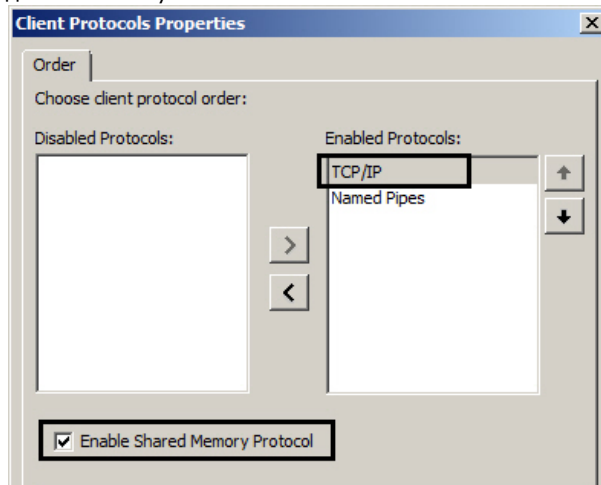 Client Protocols Properties
Order
Choose client protocol order:
Disabled Protocols:
Enabled Protocols:
TCP/IP
Named Pipes
Enable Shared Memory Protocol